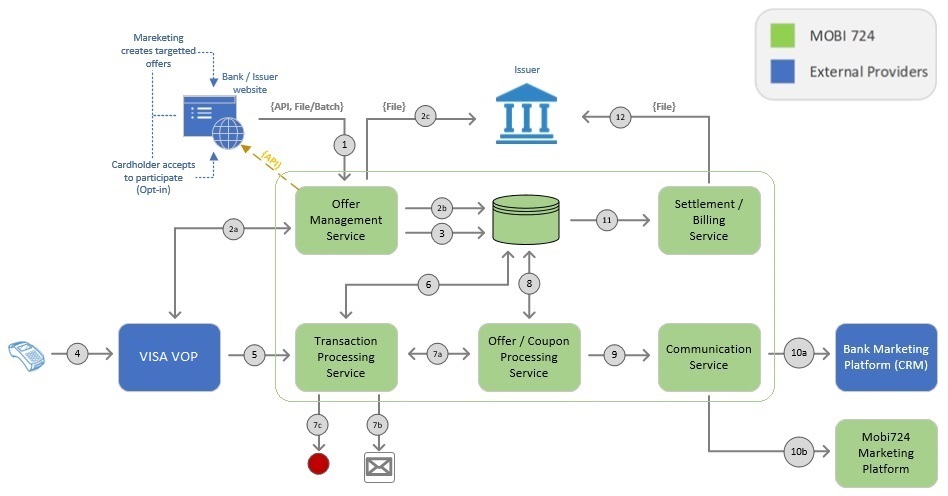 Mareketing
creates targetted
offers
Bank / Issuer
website
Cardholder accepts
to participate
(Opt-in)
{API, File/Batch}
1
{API}
{File}
2c
Issuer
12
{File}
MOBI 724
External Providers
Offer
Management
Service
2a
2b
3
11
Settlement /
Billing
Service
6
8
4
VISA VOP
5
Transaction
Processing
Service
7a
Offer / Coupon
Processing
Service
9
Communication
Service
10a
Bank Marketing
Platform (CRM)
7c
7b
10b
Mobi724
Marketing
Platform